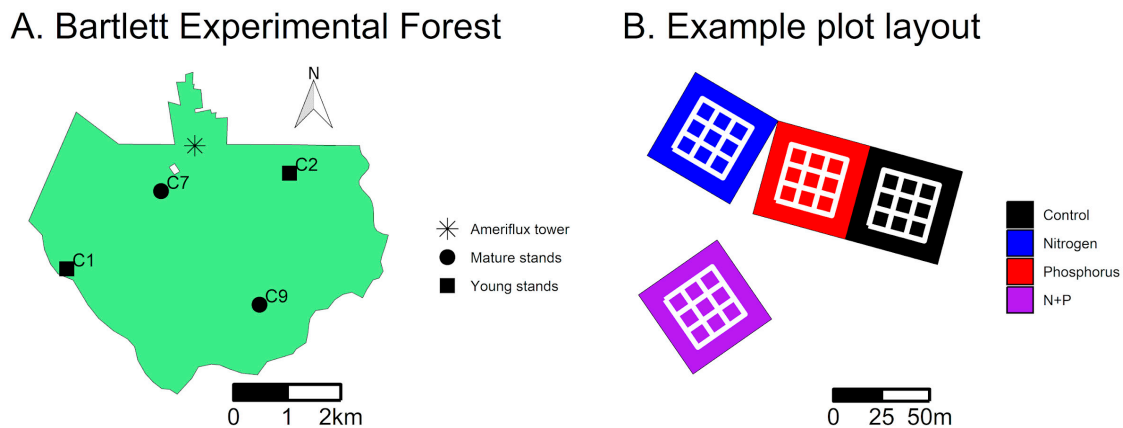 A. Bartlett Experimental Forest
N
C2
C7
C1
C9
Ameriflux tower
Mature stands
Young stands
0 1 2km
B. Example plot layout
Control
Nitrogen
Phosphorus
N+P
0 25 50m